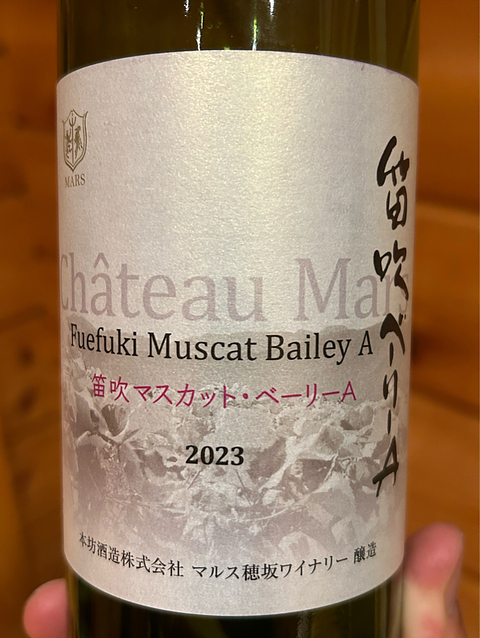 MARS
Château Mars
Fuefuki Muscat Bailey A
笛吹マスカット・ベーリーA
2023
本坊酒造株式会社 マルス穂坂ワイナリー 醸造
笛吹ベーリーA